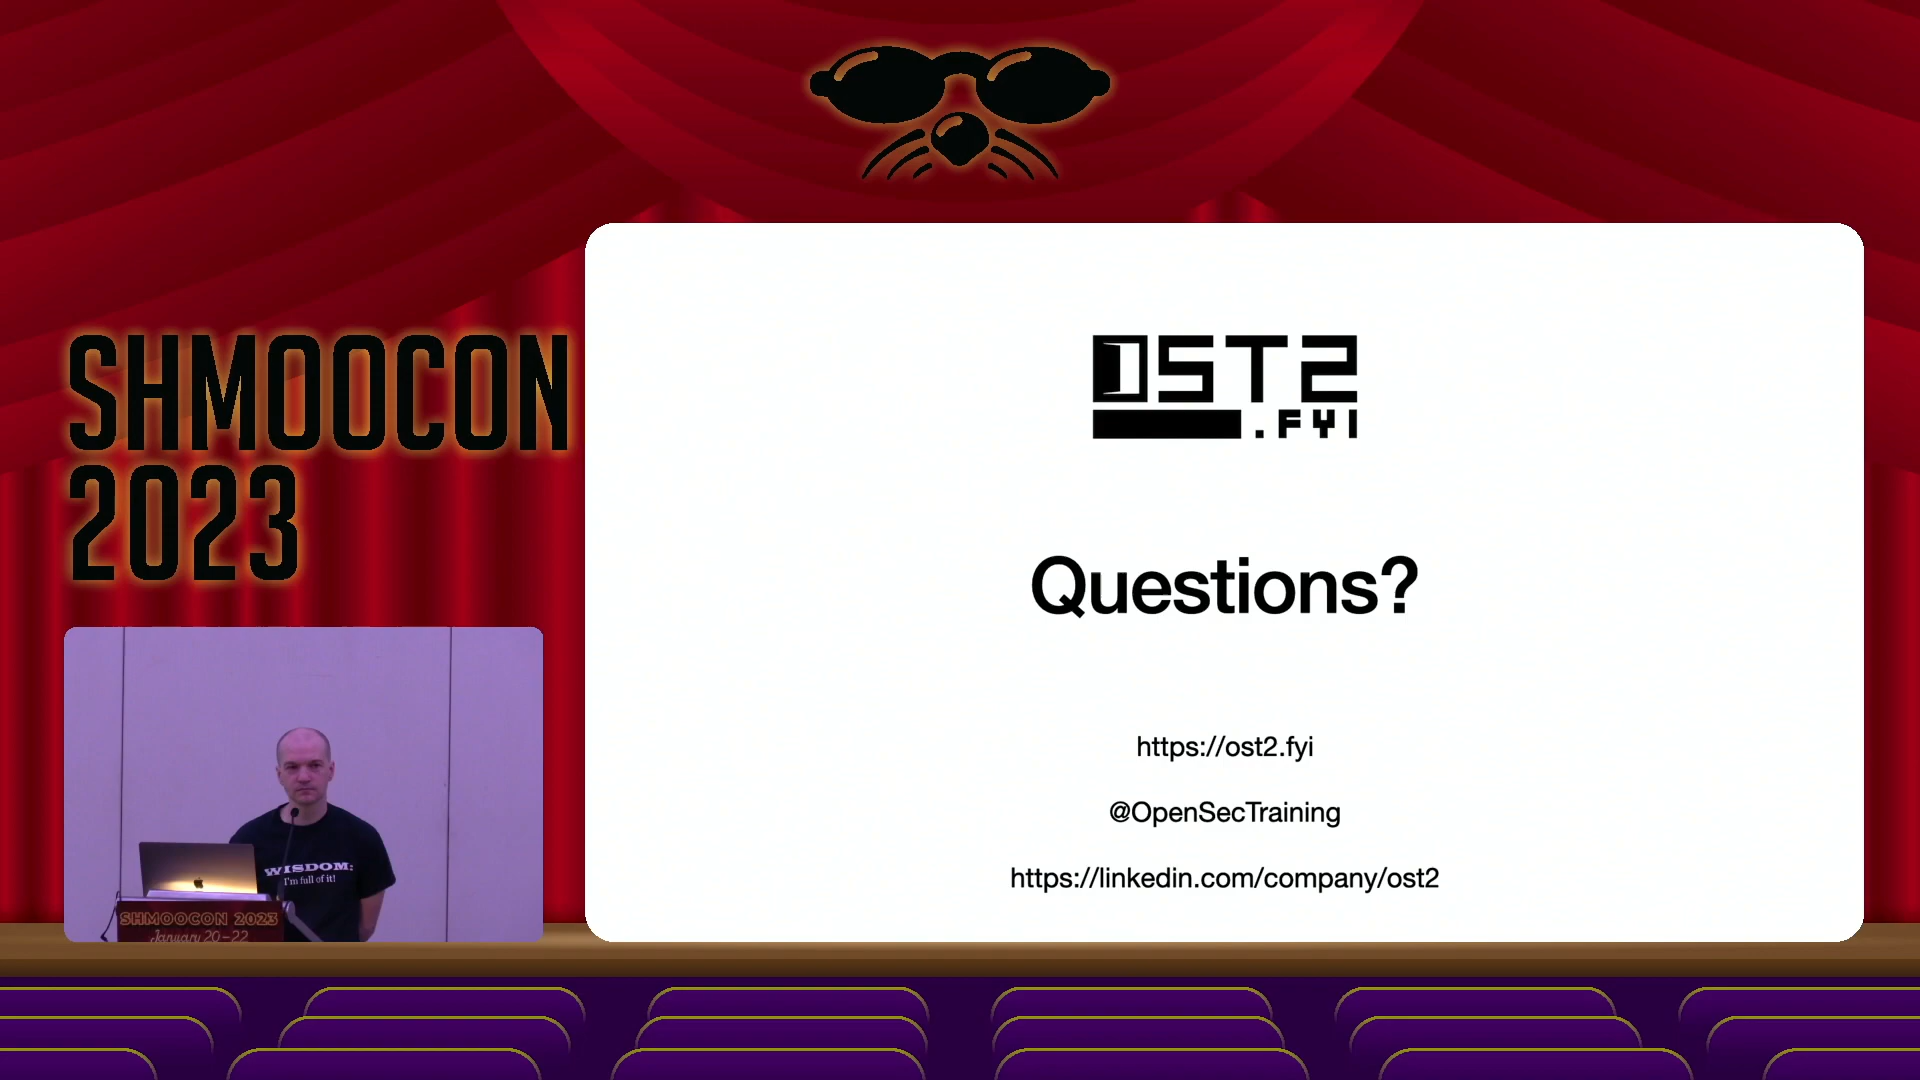 SHMOOCON
2023
OST2
.FYI
Questions?
https://ost2.fyi
@OpenSecTraining
https://linkedin.com/company/ost2
WISDOM:
I'm full of it!
SHMOOCON 2023
January 20-22